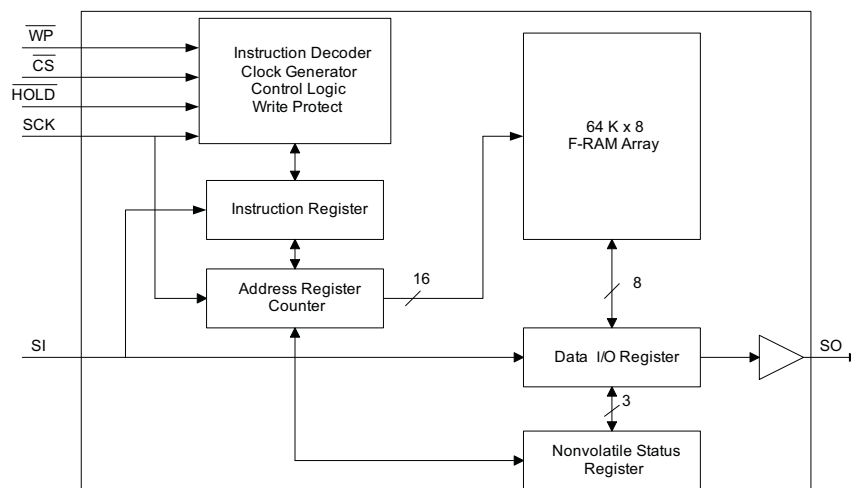 WP
CS
HOLD
SCK
Instruction Decoder
Clock Generator
Control Logic
Write Protect
64 K x 8
F-RAM Array
Instruction Register
Address Register
Counter
16
8
SI
Data I/O Register
SO
3
Nonvolatile Status
Register